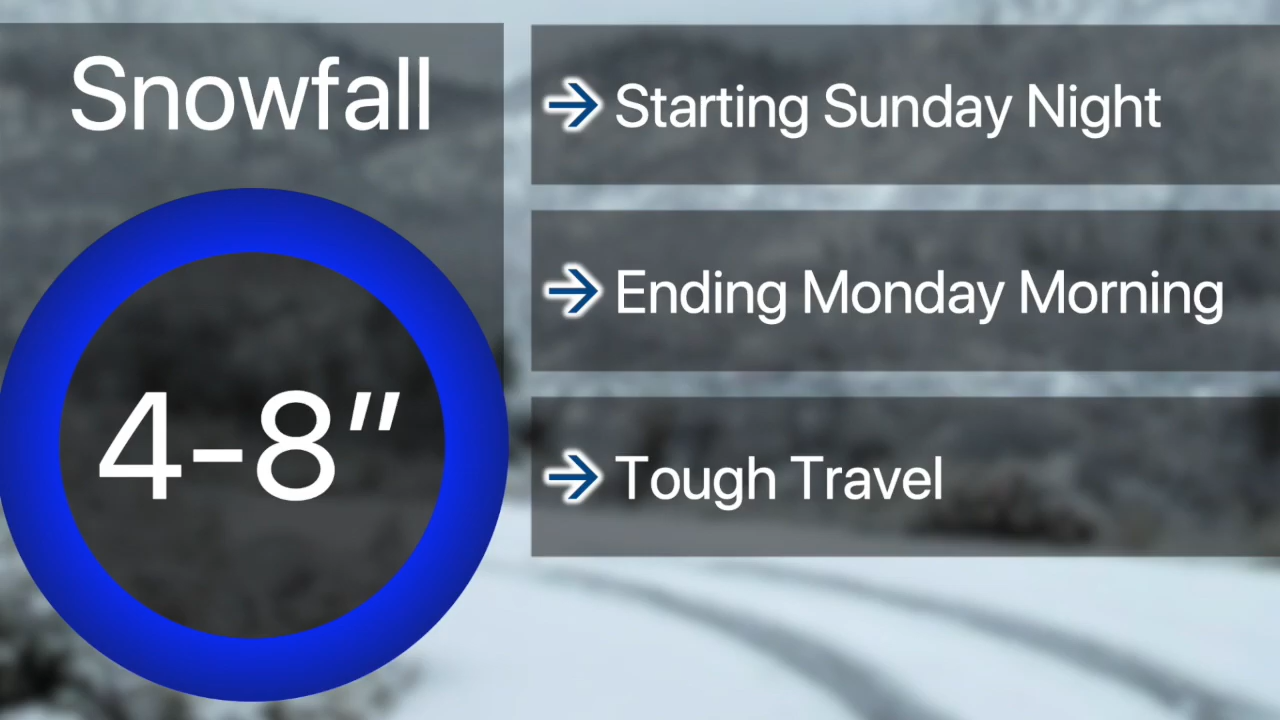 Snowfall
4-8"
Starting Sunday Night
Ending Monday Morning
Tough Travel